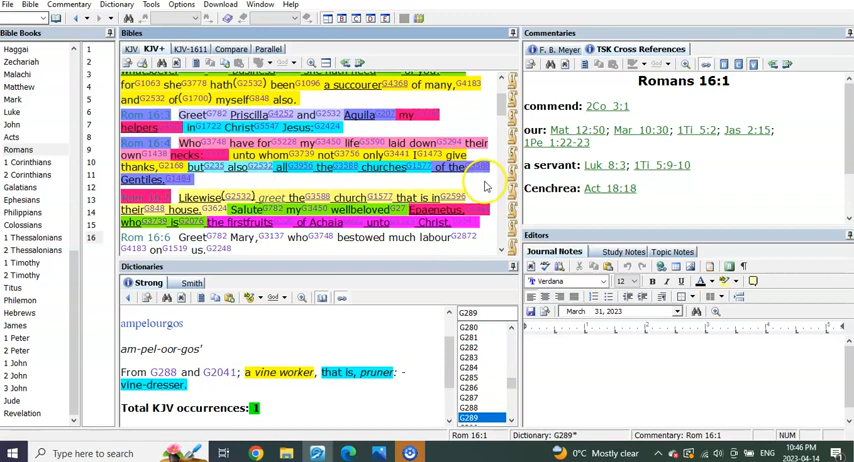 File Bible Commentary Dictionary Tools Options Download Window Help
Bible Books
Haggai
Zechariah
Malachi
Matthew
Mark
Luke
John
Acts
Romans
1 Corinthians
2 Corinthians
Galatians
Ephesians
Philippians
Colossians
1 Thessalonians
2 Thessalonians
1 Timothy
2 Timothy
Titus
Philemon
Hebrews
James
1 Peter
2 Peter
1 John
2 John
3 John
Jude
Revelation
1
2
3
4
5
6
7
8
9
10
11
12
13
14
15
16
Bibles
KJV KJV+ KJV-1611 Compare Parallel
for G1063 she G3778 hath (G2532) been G1096 a succourer G4368 of many, G4183
and G2532 of (G1700) myself G848 also.
Rom 16:3 Greet G782 Priscilla G4252 and G2532 Aquila my
helpers in G1722 Christ G5547 Jesus: G2424
Rom 16:4 Who G3748 have for G5228 my G3450 life G5590 laid down G5294 their
own G1438 necks: unto whom G3739 not G3756 only G3441 I G1473 give
thanks, G2168 but G235 also G2532 all G3956 the G3588 churches G1577 of the
Gentiles. G1484
Likewise (G2532) greet the G3588 church G1577 that is in G2596
their G848 house. Salute G782 my G3450 wellbeloved G27 Epaenetus,
who G3739 is G2076 the firstfruits of Achaia unto Christ.
Rom 16:6 Greet G782 Mary, G3137 who G3748 bestowed much labour G2872
G4183 on G1519 us. G2248
Dictionaries
Strong Smith
ampelourgos
am-pel-oor-gos'
From G288 and G2041; a vine worker, that is, pruner: -
vine-dresser.
Total KJV occurrences: 1
G289
G280
G281
G282
G283
G284
G285
G286
G287
G288
G289
Commentaries
F. B. Meyer TSK Cross References
Romans 16:1
commend: 2Co 3:1
our: Mat 12:50; Mar 10:30; 1Ti 5:2; Jas 2:15;
1Pe 1:22-23
a servant: Luk 8:3; 1Ti 5:9-10
Cenchrea: Act 18:18
Editors
Journal Notes Study Notes Topic Notes
Verdana 12 B I U A
March 31, 2023
Rom 16:1 Dictionary: G289* Commentary: Rom 16:1 NUM
Type here to search
0°C Mostly clear
ENG
10:46 PM
2023-04-14